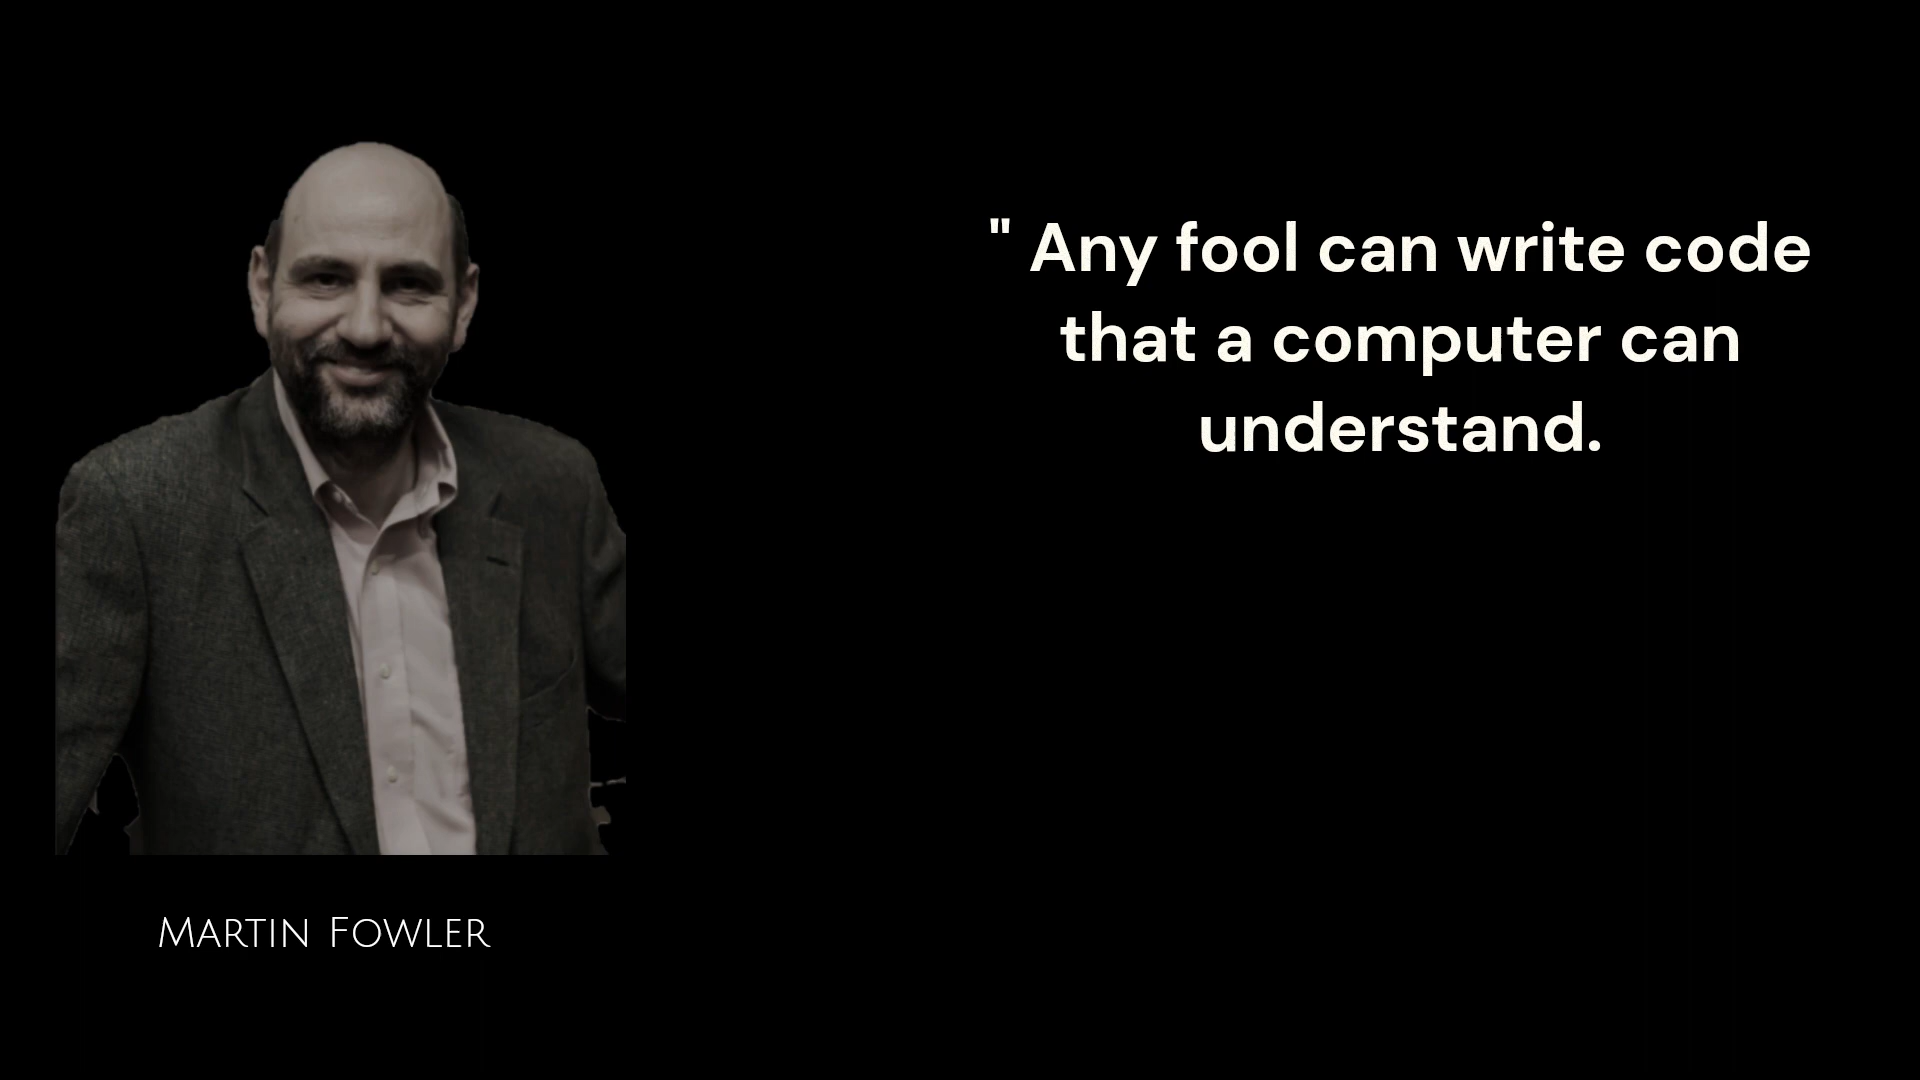 " Any fool can write code
that a computer can
understand.
Martin Fowler